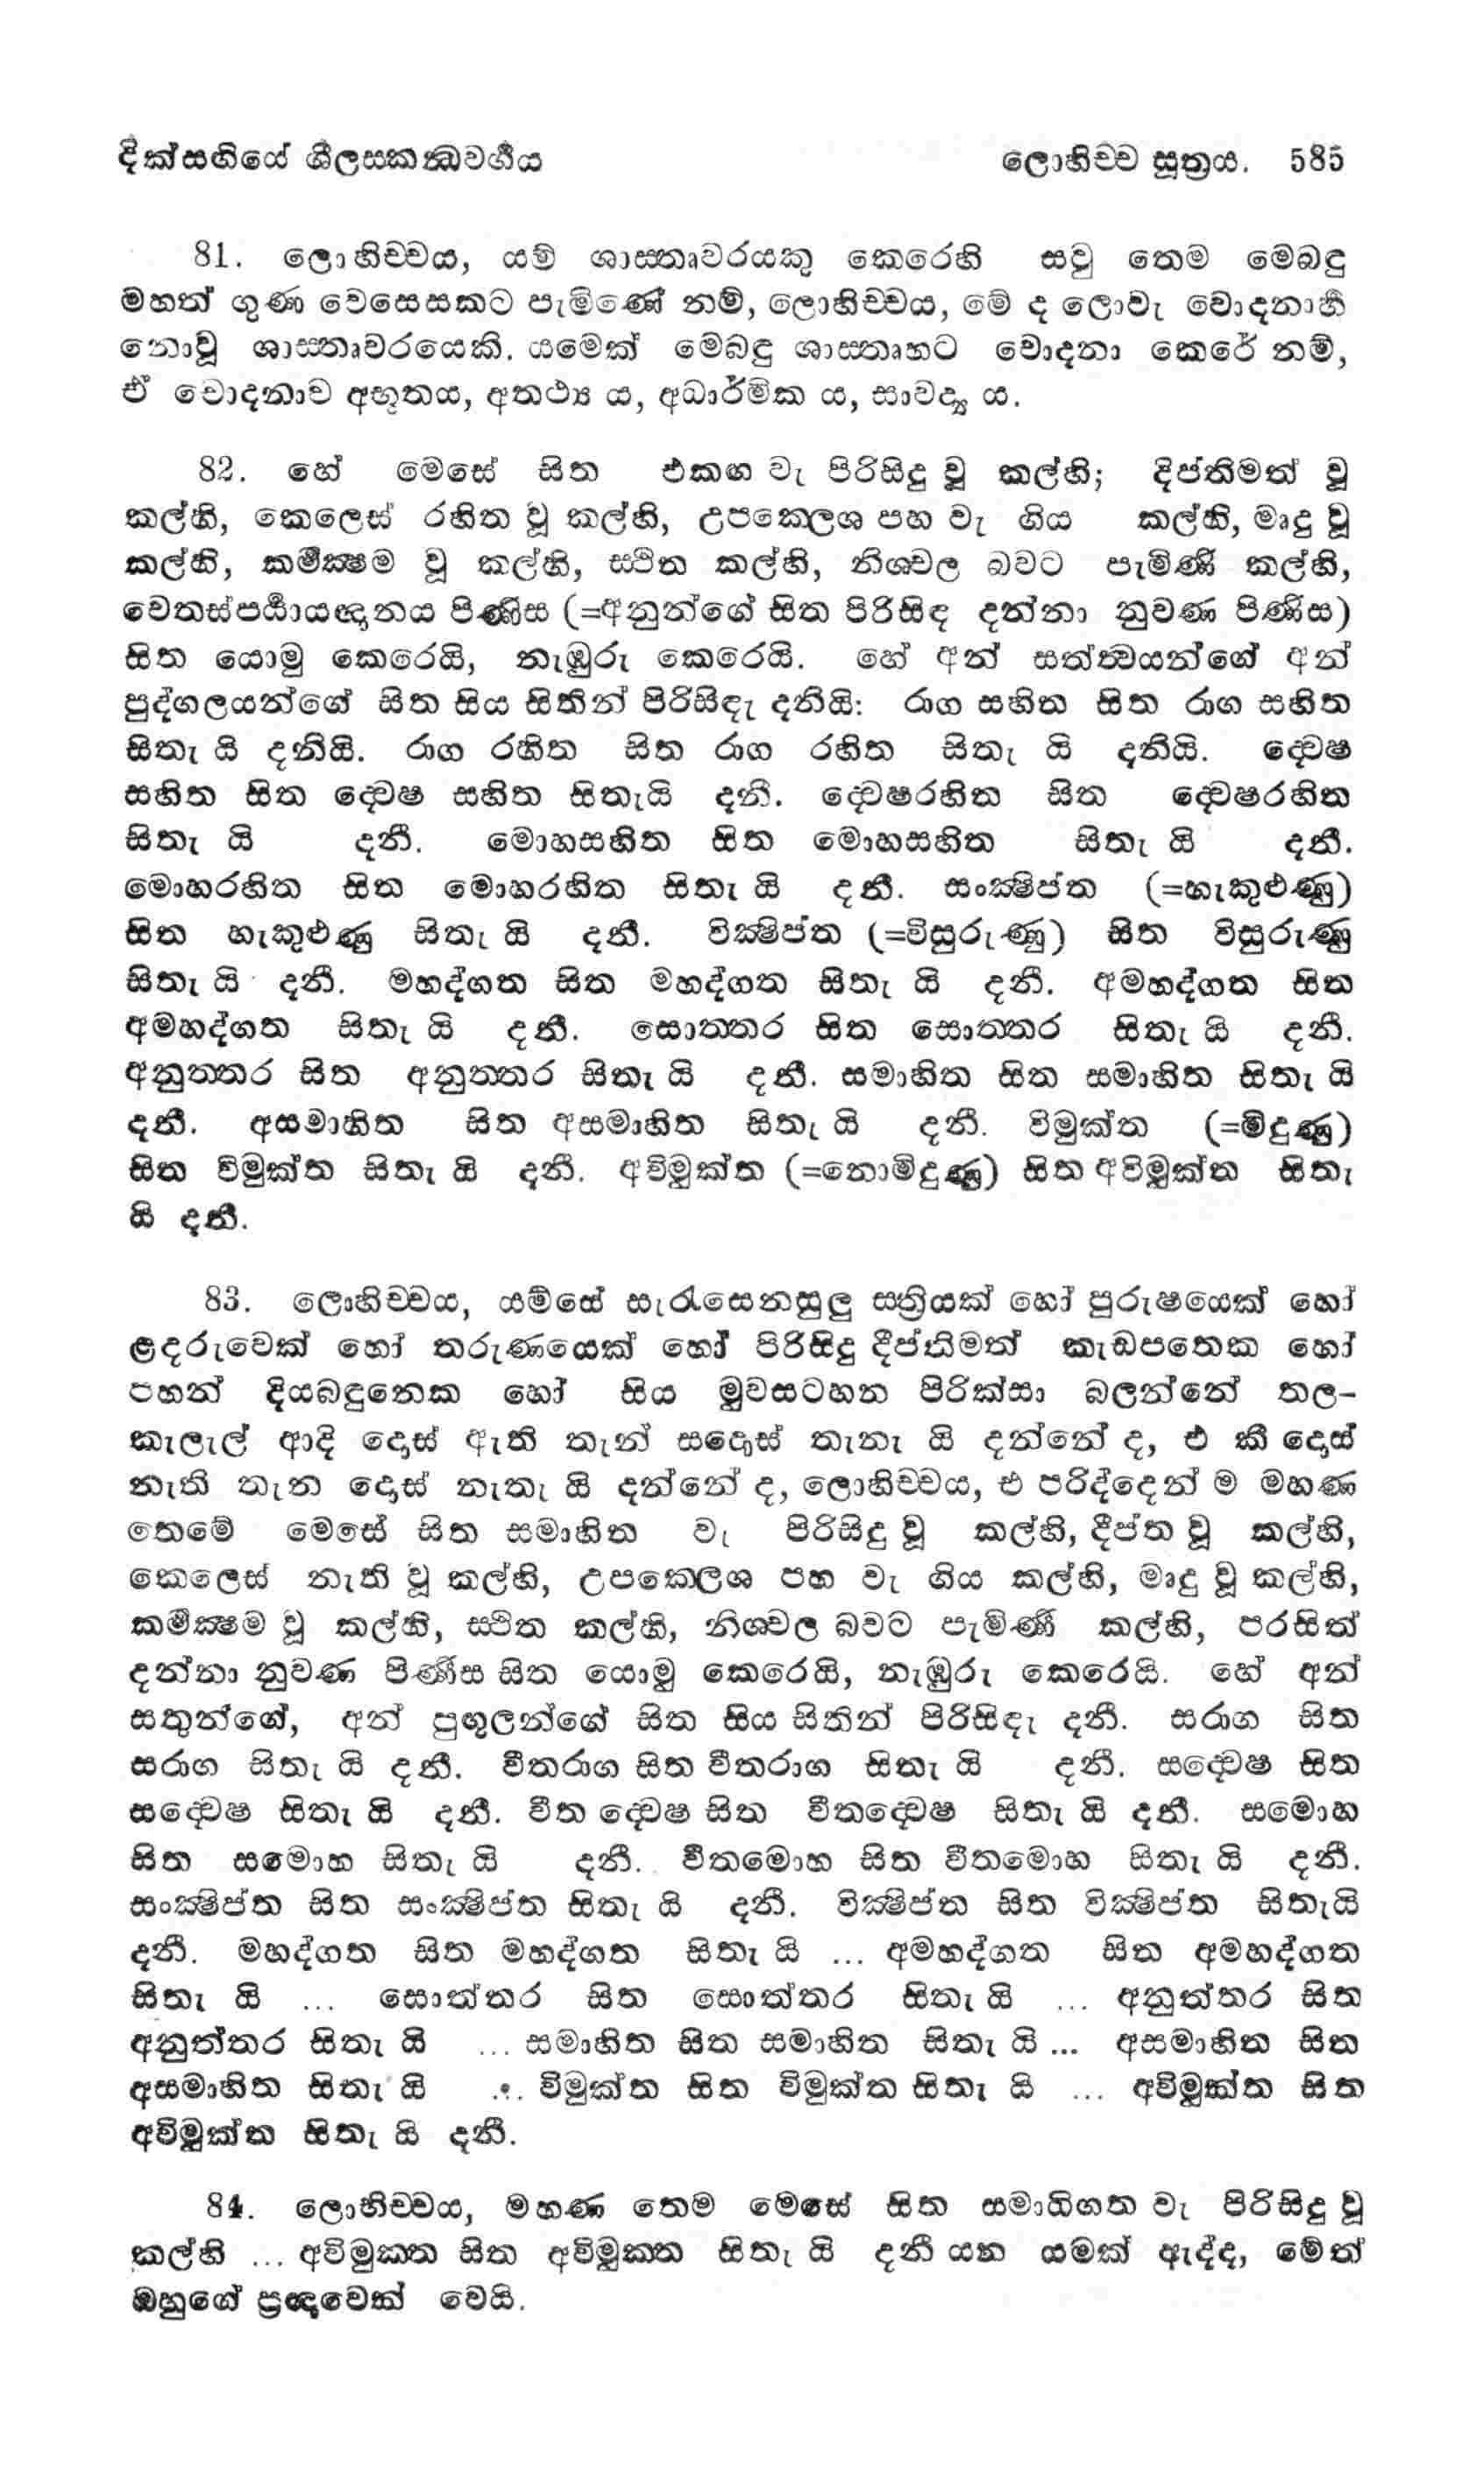 දික්සඟියේ ශීලසකන්ධවර්ගය ලොහිච්ච සූත්‍රය. 585
81. ලොහිච්චය, යම් ශාස්තෘවරයකු කෙරෙහි සවු තෙම මෙබඳු
මහත් ගුණ වෙසෙසකට පැමිණේ නම්, ලොහිච්චය, මේ ද ලොවැ චොදනාර්හ
නොවූ ශාස්තෘවරයෙකි. යමෙක් මෙබඳු ශාස්තෘහට චොදනා කෙරේ නම්,
ඒ චොදනාව අභූතය, අතථ්‍ය ය, අධාර්මික ය, සාවද්‍ය ය.
82. හේ මෙසේ සිත එකඟ වැ පිරිසිදු වූ කල්හි; දිප්තිමත් වූ
කල්හි, කෙලෙස් රහිත වූ කල්හි, උපක්ලෙශ පහ වැ ගිය කල්හි, මෘදු වූ
කල්හි, කර්මක්‍ෂම වූ කල්හි, ස්ථිත කල්හි, නිශ්චල බවට පැමිණි කල්හි,
චෙතස්පර්‍ය්‍යායඥානය පිණිස (=අනුන්ගේ සිත පිරිසිඳ දන්නා නුවණ පිණිස)
සිත යොමු කෙරෙයි, නැඹුරු කෙරෙයි. හේ අන් සත්ත්‍වයන්ගේ අන්
පුද්ගලයන්ගේ සිත සිය සිතින් පිරිසිඳැ දනියි: රාග සහිත සිත රාග සහිත
සිතැ යි දනියි. රාග රහිත සිත රාග රහිත සිතැ යි දනියි. ද්වෙෂ
සහිත සිත ද්වෙෂ සහිත සිතැයි දනී. ද්වෙෂරහිත සිත ද්වෙෂරහිත
සිතැ යි දනී. මොහසහිත සිත මොහසහිත සිතැ යි දනී.
මොහරහිත සිත මොහරහිත සිතැ යි දනී. සංක්‍ෂිප්ත (=හැකුළුණු)
සිත හැකුළුණු සිතැ යි දනී. වික්‍ෂිප්ත (=විසුරුණු) සිත විසුරුණු
සිතැ යි දනී. මහද්ගත සිත මහද්ගත සිතැ යි දනී. අමහද්ගත සිත
අමහද්ගත සිතැ යි දනී. සොත්තර සිත සොත්තර සිතැ යි දනී.
අනුත්තර සිත අනුත්තර සිතැ යි දනී. සමාහිත සිත සමාහිත සිතැ යි
දනී. අසමාහිත සිත අසමාහිත සිතැ යි දනී. විමුක්ත (=මිදුණු)
සිත විමුක්ත සිතැ යි දනී. අවිමුක්ත (=නොමිදුණු) සිත අවිමුක්ත සිතැ
යි දනී.
83. ලොහිච්චය, යම්සේ සැරැසෙනසුලු ස්ත්‍රියක් හෝ පුරුෂයෙක් හෝ
ළදරුවෙක් හෝ තරුණයෙක් හෝ පිරිසිදු දීප්තිමත් කැඩපතෙක හෝ
පහන් දියබඳුනෙක හෝ සිය මුවසටහන පිරික්සා බලන්නේ තල-
කැලැල් ආදි දොස් ඇති තැන් සදොස් තැනැ යි දන්නේ ද, එ කී දොස්
නැති තැන දොස් නැතැ යි දන්නේ ද, ලොහිච්චය, එ පරිද්දෙන් ම මහණ
තෙමේ මෙසේ සිත සමාහිත වැ පිරිසිදු වූ කල්හි, දීප්ත වූ කල්හි,
කෙලෙස් නැති වූ කල්හි, උපක්ලෙශ පහ වැ ගිය කල්හි, මෘදු වූ කල්හි,
කර්මක්‍ෂම වූ කල්හි, ස්ථිත කල්හි, නිශ්චල බවට පැමිණි කල්හි, පරසිත්
දන්නා නුවණ පිණිස සිත යොමු කෙරෙයි, නැඹුරු කෙරෙයි. හේ අන්
සතුන්ගේ, අන් පුඟුලන්ගේ සිත සිය සිතින් පිරිසිඳැ දනී. සරාග සිත
සරාග සිතැ යි දනී. වීතරාග සිත වීතරාග සිතැ යි දනී. සද්වෙෂ සිත
සද්වෙෂ සිතැ යි දනී. වීත ද්වෙෂ සිත වීතද්වෙෂ සිතැ යි දනී. සමොහ
සිත සමොහ සිතැ යි දනී. වීතමොහ සිත වීතමොහ සිතැ යි දනී.
සංක්‍ෂිප්ත සිත සංක්‍ෂිප්ත සිතැ යි දනී. වික්‍ෂිප්ත සිත වික්‍ෂිප්ත සිතැයි
දනී. මහද්ගත සිත මහද්ගත සිතැ යි ... අමහද්ගත සිත අමහද්ගත
සිතැ යි ... සොත්තර සිත සොත්තර සිතැ යි ... අනුත්තර සිත
අනුත්තර සිතැ යි ... සමාහිත සිත සමාහිත සිතැ යි ... අසමාහිත සිත
අසමාහිත සිතැ යි ... විමුක්ත සිත විමුක්ත සිතැ යි ... අවිමුක්ත සිත
අවිමුක්ත සිතැ යි දනී.
84. ලොහිච්චය, මහණ තෙම මෙසේ සිත සමාධිගත වැ පිරිසිදු වූ
කල්හි ... අවිමුක්ත සිත අවිමුක්ත සිතැ යි දනී යන යමක් ඇද්ද, මේත්
ඔහුගේ ප්‍රඥාවෙක් වෙයි.